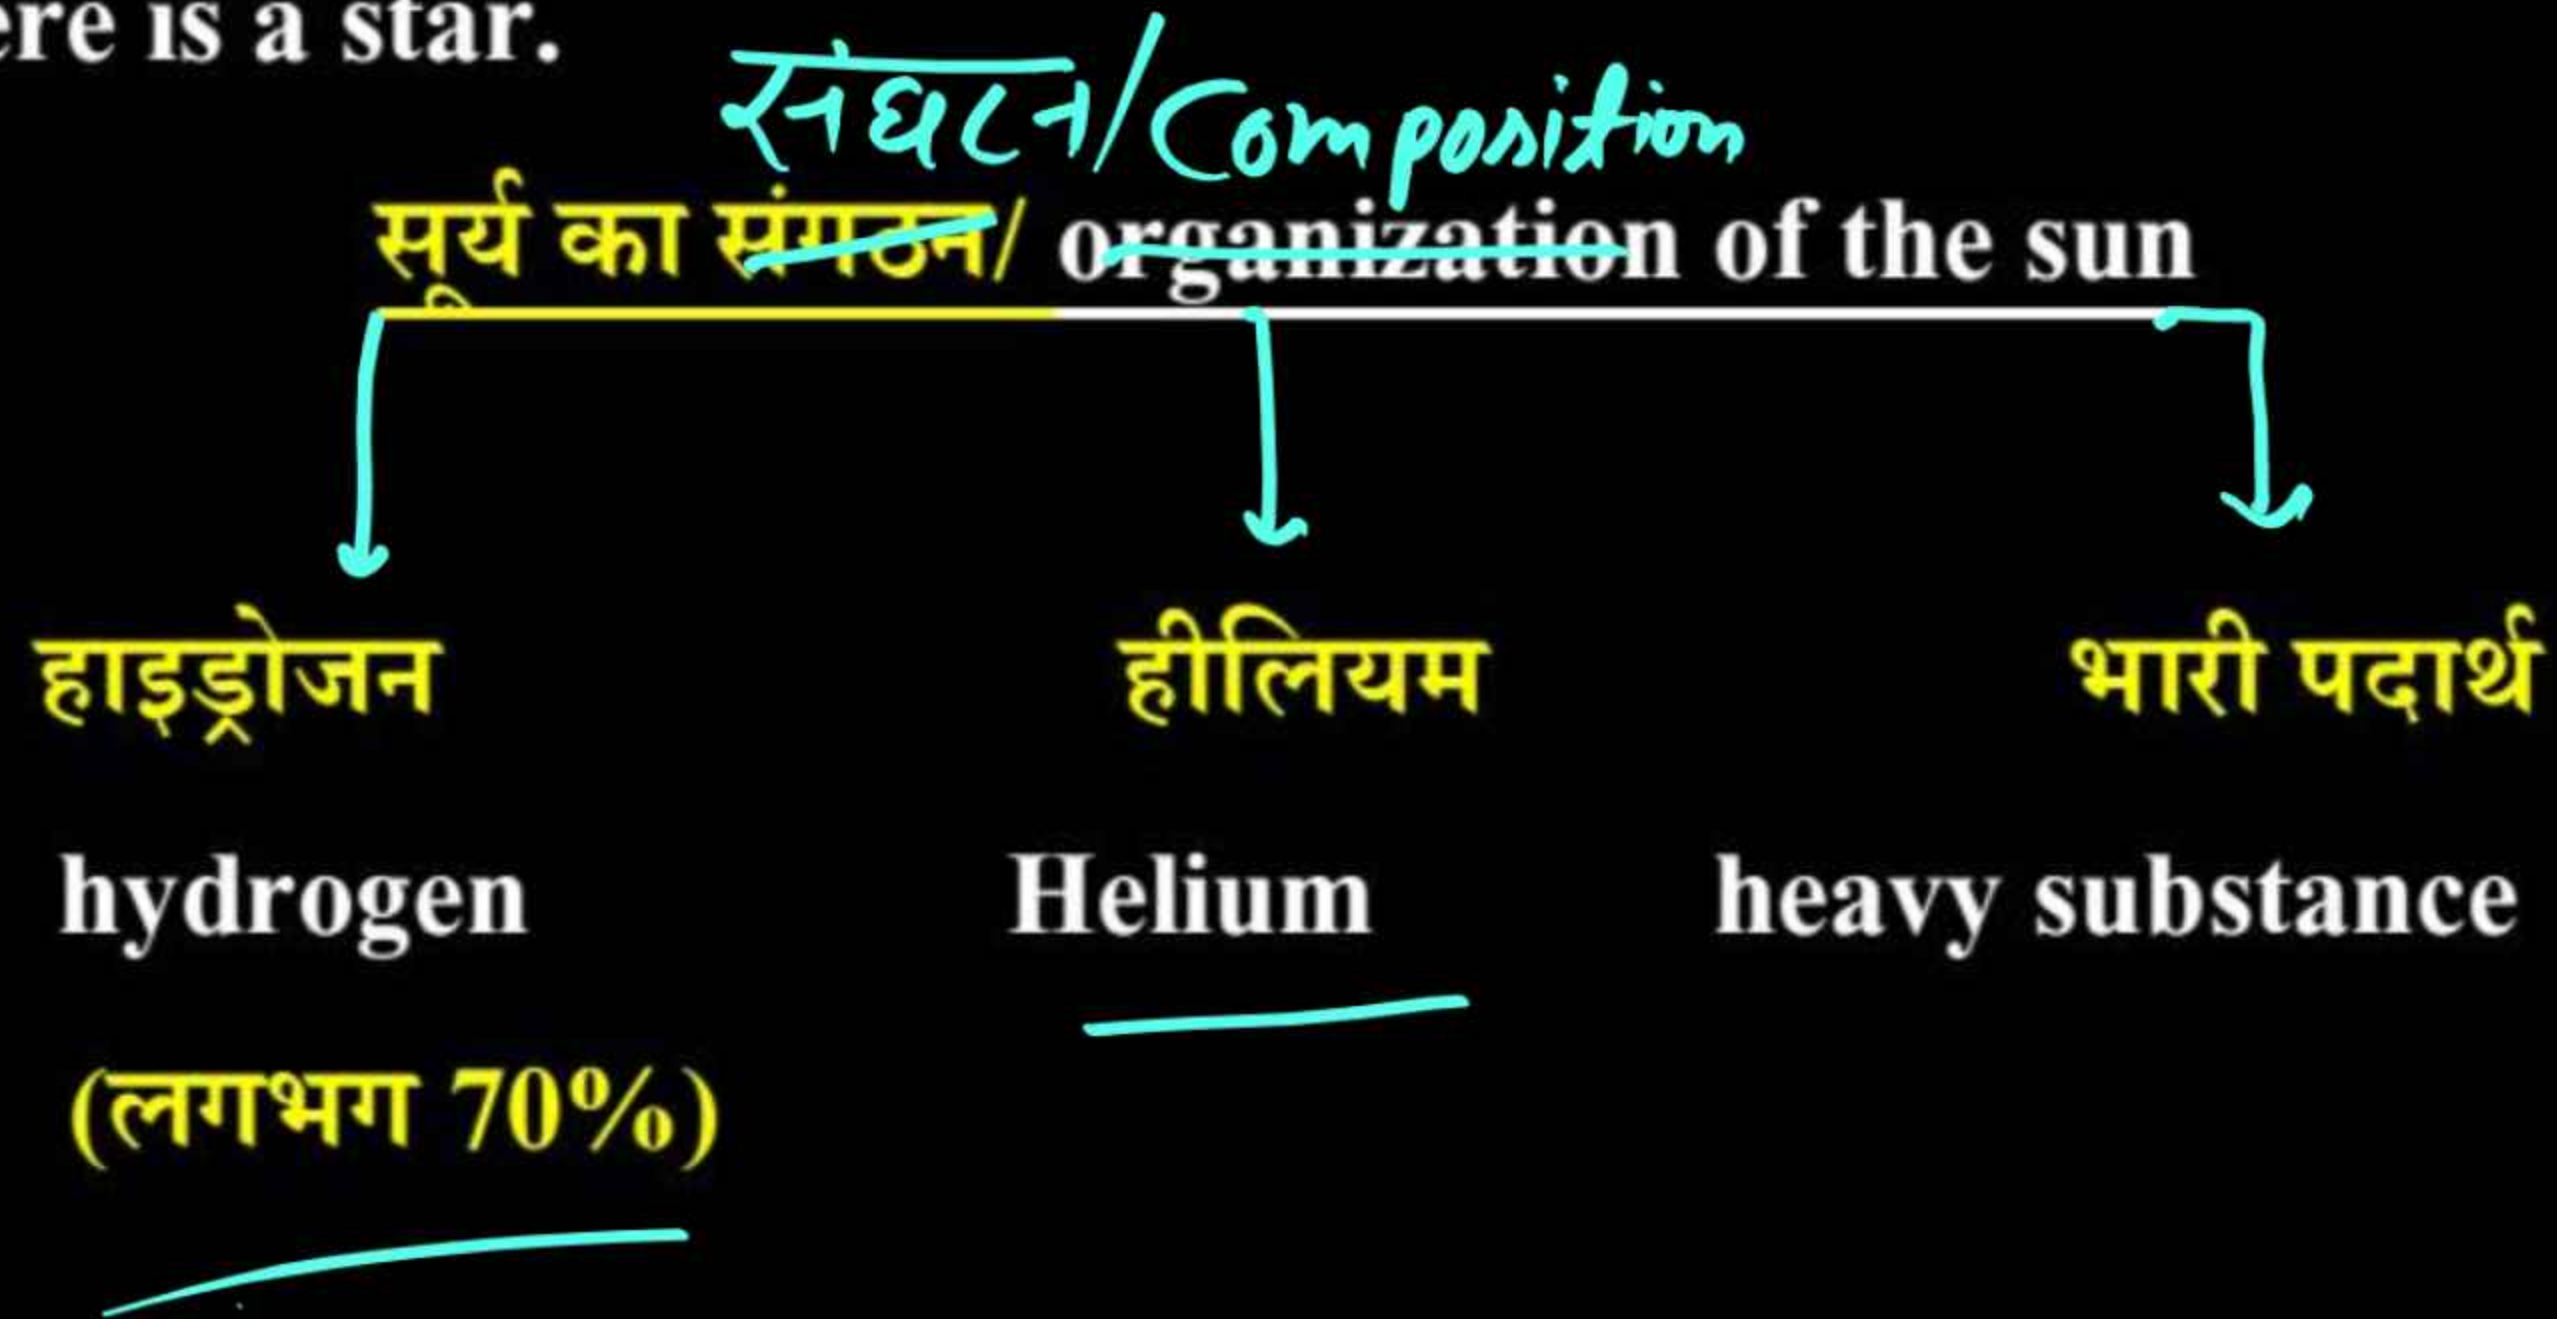 ere is a star.
संघटन/Composition
सूर्य का संगठन/ organization of the sun
हाइड्रोजन हीलियम भारी पदार्थ
hydrogen Helium heavy substance
(लगभग 70%)